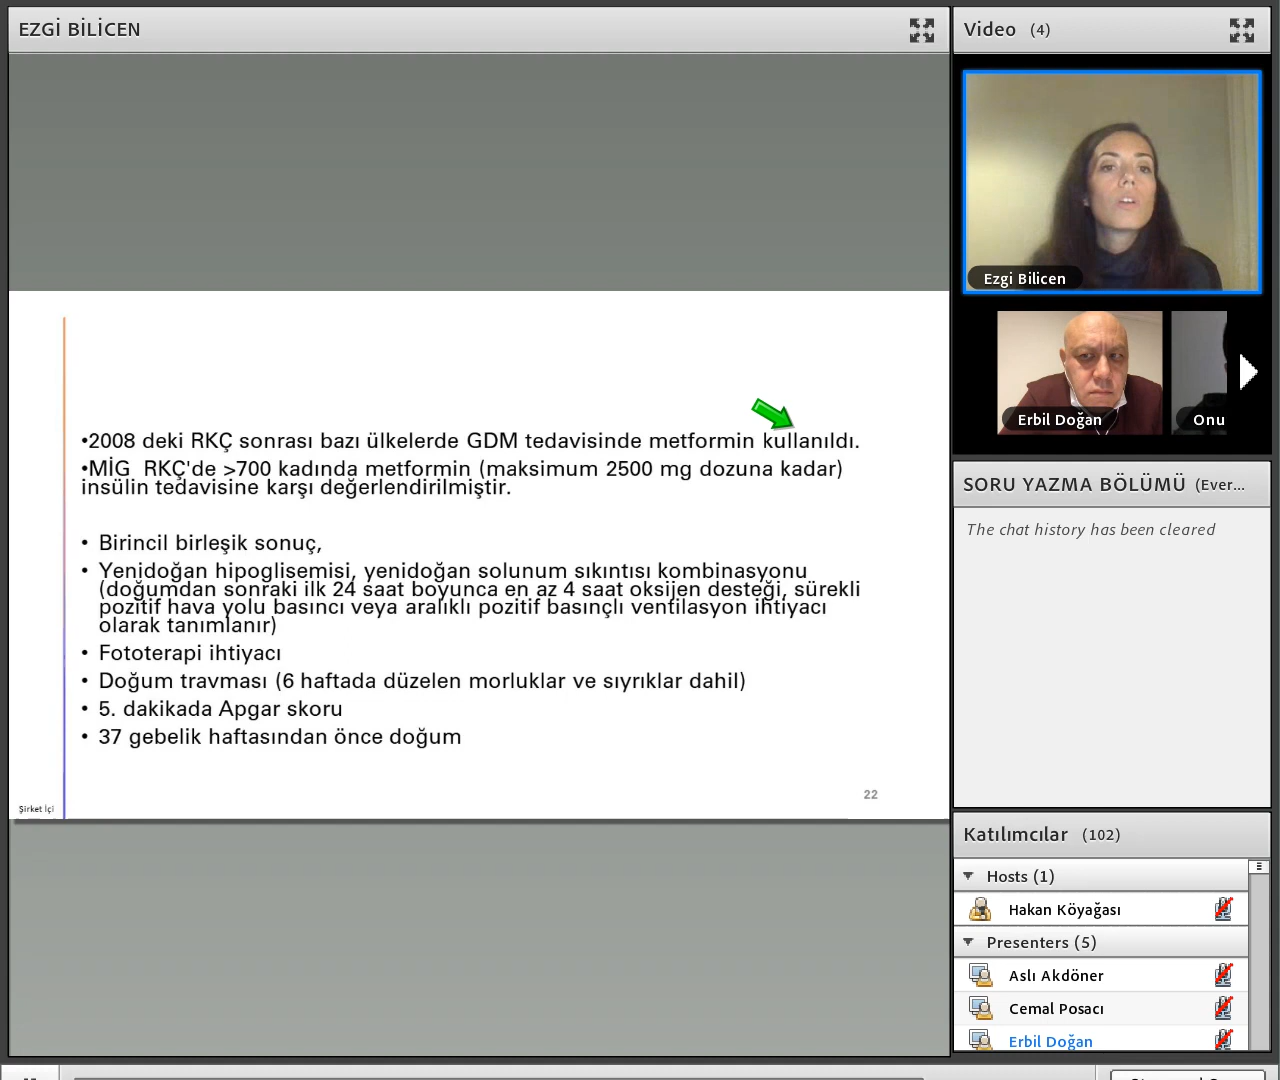 EZGİ BİLİCEN
•2008 deki RKÇ sonrası bazı ülkelerde GDM tedavisinde metformin kullanıldı.
•MİG  RKÇ'de >700 kadında metformin (maksimum 2500 mg dozuna kadar)
insülin tedavisine karşı değerlendirilmiştir.
• Birincil birleşik sonuç,
• Yenidoğan hipoglisemisi, yenidoğan solunum sıkıntısı kombinasyonu
(doğumdan sonraki ilk 24 saat boyunca en az 4 saat oksijen desteği, sürekli
pozitif hava yolu basıncı veya aralıklı pozitif basınçlı ventilasyon ihtiyacı
olarak tanımlanır)
• Fototerapi ihtiyacı
• Doğum travması (6 haftada düzelen morluklar ve sıyrıklar dahil)
• 5. dakikada Apgar skoru
• 37 gebelik haftasından önce doğum
22
Şirket İçi
Video (4)
Ezgi Bilicen
Erbil Doğan
Onu
SORU YAZMA BÖLÜMÜ (Ever...
The chat history has been cleared
Katılımcılar (102)
Hosts (1)
Hakan Köyağası
Presenters (5)
Aslı Akdöner
Cemal Posacı
Erbil Doğan